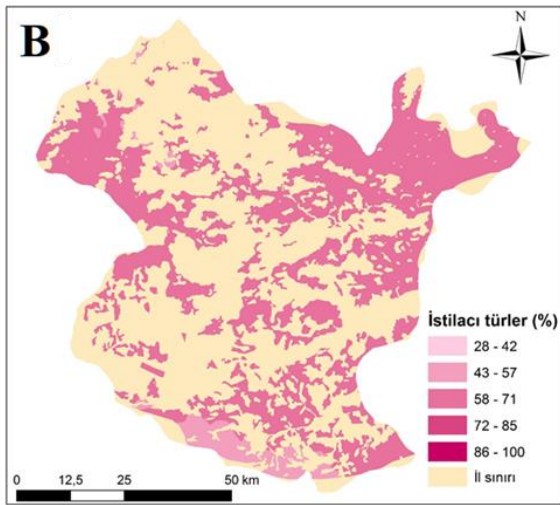 B
N
İstilacı türler (%)
28 - 42
43 - 57
58 - 71
72 - 85
86 - 100
İl sınırı
0 12,5 25 50 km